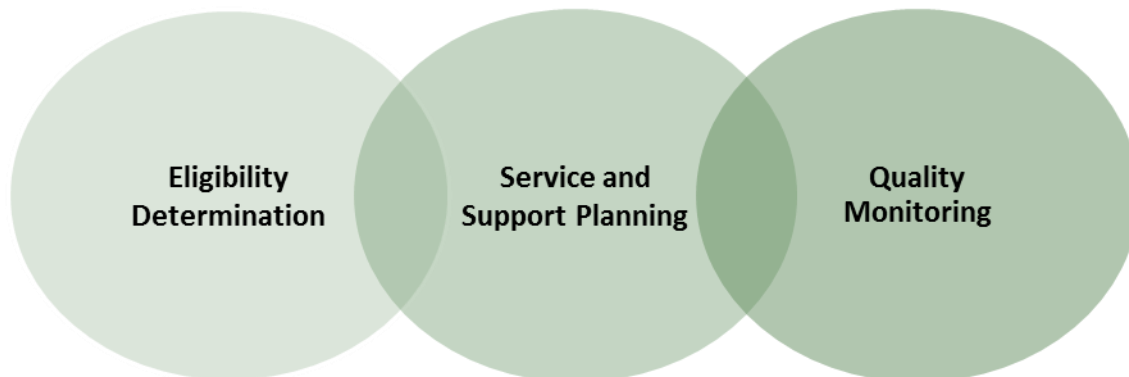 Eligibility
Determination
Service and
Support Planning
Quality
Monitoring